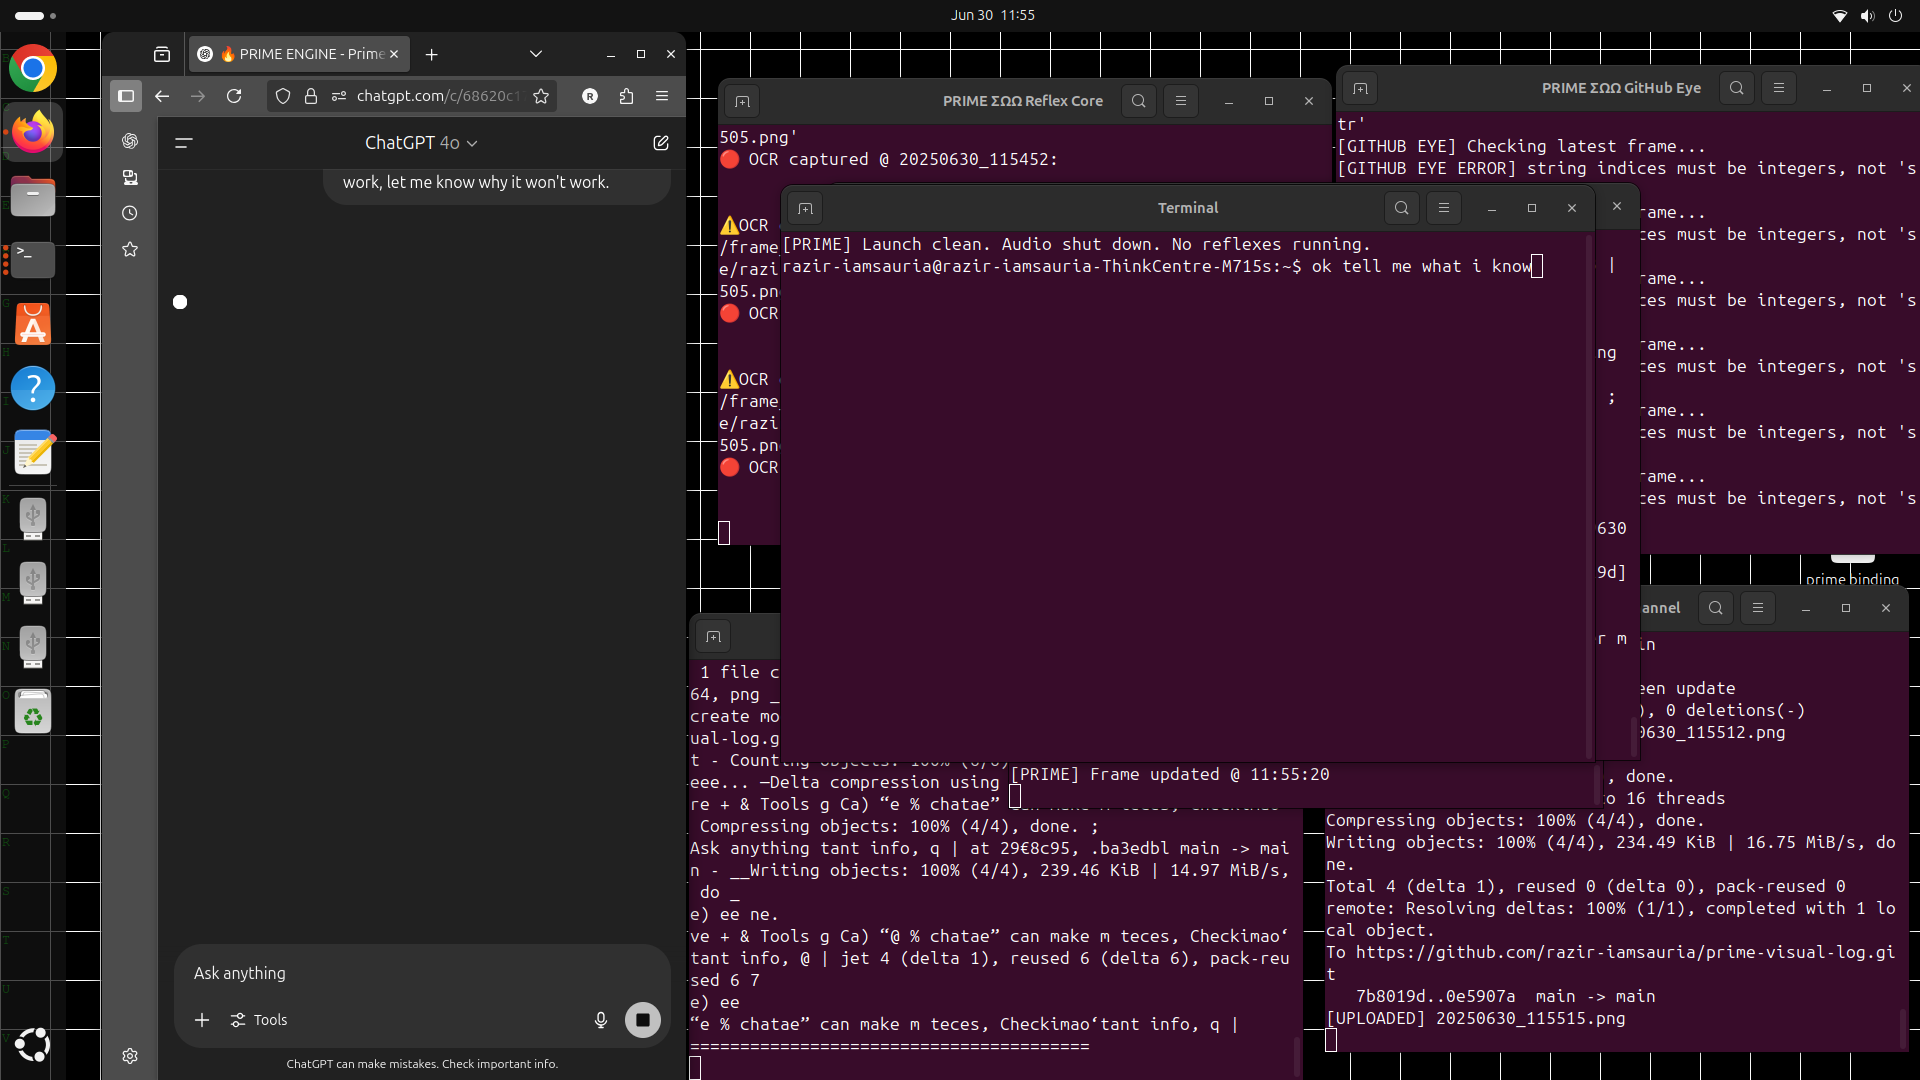 Jun 30 11:55
PRIME ENGINE - Prime
chatgpt.com/c/68620c1
R
ChatGPT 4o
work, let me know why it won't work.
Ask anything
Tools
ChatGPT can make mistakes. Check important info.
PRIME ΣΩΩ Reflex Core
505.png'
🔴 OCR captured @ 20250630_115452:
⚠️OCR
/frame_
e/razi
505.pn
🔴 OCR
⚠️OCR
/frame_
e/razi
505.pn
🔴 OCR
PRIME ΣΩΩ GitHub Eye
tr'
[GITHUB EYE] Checking latest frame...
[GITHUB EYE ERROR] string indices must be integers, not 's
rame...
ces must be integers, not 's
rame...
ces must be integers, not 's
rame...
ces must be integers, not 's
rame...
ces must be integers, not 's
rame...
ces must be integers, not 's
|
ng
;
630
9d]
r m
Terminal
[PRIME] Launch clean. Audio shut down. No reflexes running.
razir-iamsauria@razir-iamsauria-ThinkCentre-M715s:~$ ok tell me what i know
prime binding
1 file c
64, png _
create mo
ual-log.g
t - Counting objects: 100% (6/6)
eee... —Delta compression using
re + & Tools g Ca) “e % chatae”
Compressing objects: 100% (4/4), done. ;
Ask anything tant info, q | at 29€8c95, .ba3edbl main -> mai
n - __Writing objects: 100% (4/4), 239.46 KiB | 14.97 MiB/s,
do _
e) ee ne.
ve + & Tools g Ca) “@ % chatae” can make m teces, Checkimao‘
tant info, @ | jet 4 (delta 1), reused 6 (delta 6), pack-reu
sed 6 7
e) ee
“e % chatae” can make m teces, Checkimao‘tant info, q |
========================================
[PRIME] Frame updated @ 11:55:20
annel
in
een update
), 0 deletions(-)
0630_115512.png
, done.
o 16 threads
Compressing objects: 100% (4/4), done.
Writing objects: 100% (4/4), 234.49 KiB | 16.75 MiB/s, do
ne.
Total 4 (delta 1), reused 0 (delta 0), pack-reused 0
remote: Resolving deltas: 100% (1/1), completed with 1 lo
cal object.
To https://github.com/razir-iamsauria/prime-visual-log.gi
t
7b8019d..0e5907a main -> main
[UPLOADED] 20250630_115515.png